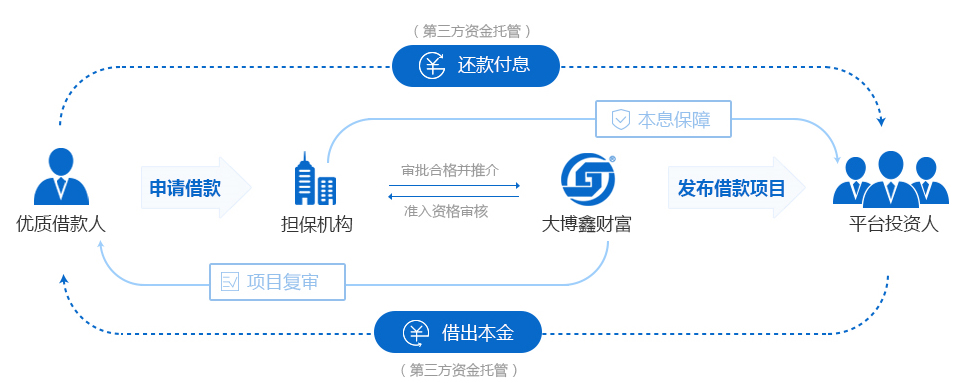 （第三方资金托管）
还款付息
本息保障
申请借款
审批合格并推介
发布借款项目
准入资格审核
优质借款人
担保机构
大博鑫财富
®
平台投资人
项目复审
借出本金
（第三方资金托管）